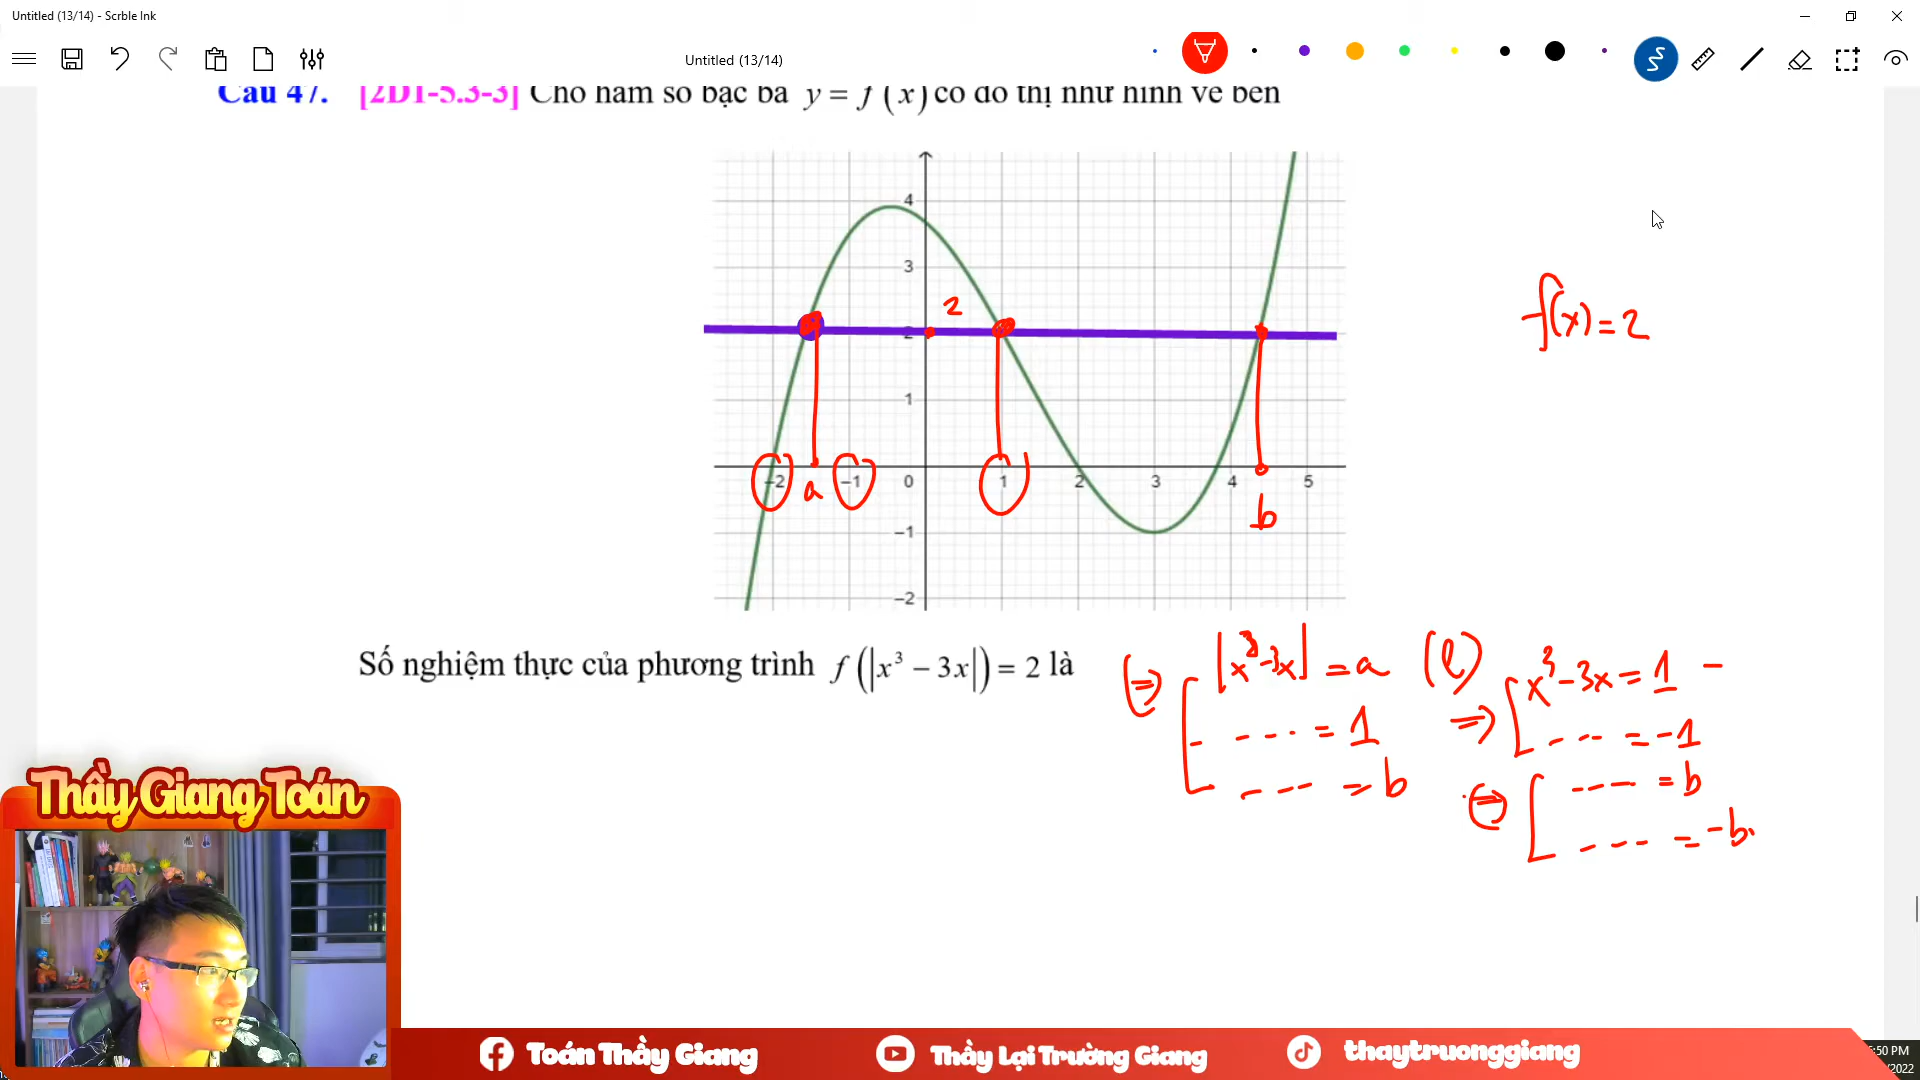 Untitled (13/14) - Scrble Ink
Untitled (13/14)
Câu 47. [2D1-5.3-3] Cho hàm số bậc ba y = f(x) có đồ thị như hình vẽ bên
4
3
2
2
1
-2 a -1 0 1 2 3 4 5
b
-1
-2
f(x) = 2
Số nghiệm thực của phương trình f(|x³ − 3x|) = 2 là
⇔ [ |x³-3x| = a (l)
---- = 1
---- = b
⇒ [ x³-3x = 1 -
---- = -1
⇔ [ ---- = b
---- = -b
Thầy Giang Toán
Toán Thầy Giang
Thầy Lại Trường Giang
thaytruonggiang
:50 PM
/2022